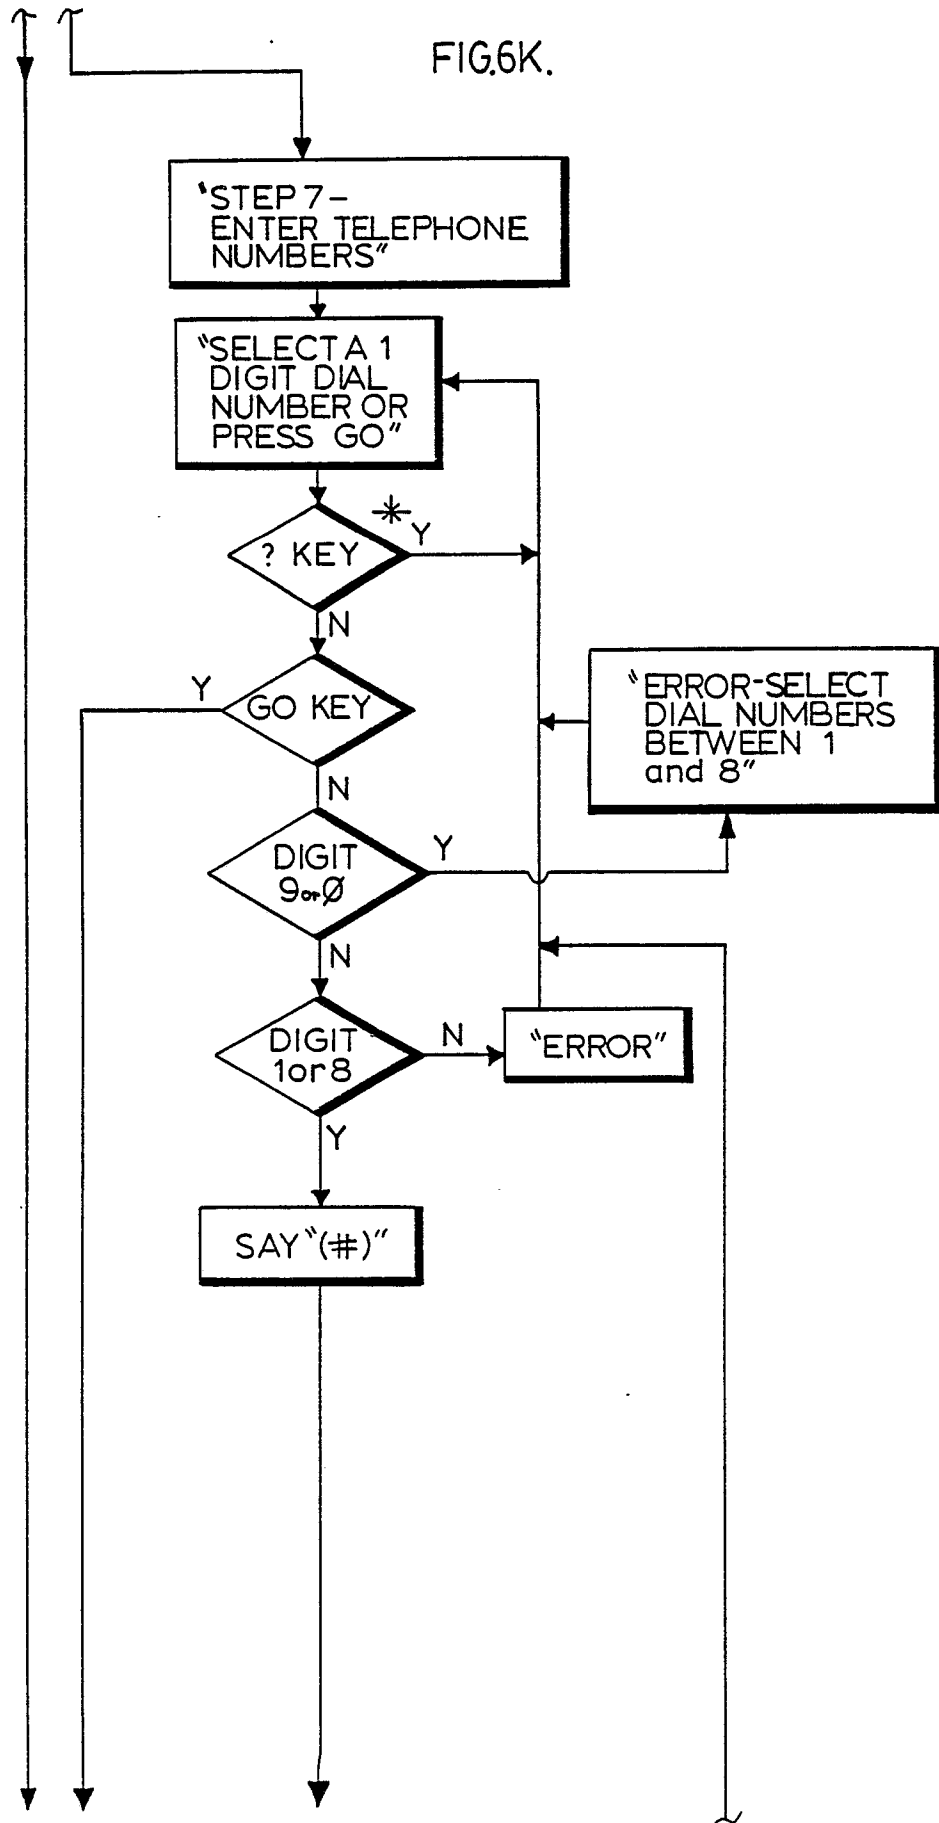 FIG.6K.
"STEP 7-
ENTER TELEPHONE
NUMBERS"
"SELECT A 1
DIGIT DIAL
NUMBER OR
PRESS GO"
*
Y
? KEY
N
Y
GO KEY
N
"ERROR-SELECT
DIAL NUMBERS
BETWEEN 1
and 8"
DIGIT
9 or Ø
Y
N
DIGIT
1 or 8
N
"ERROR"
Y
SAY "(#)"